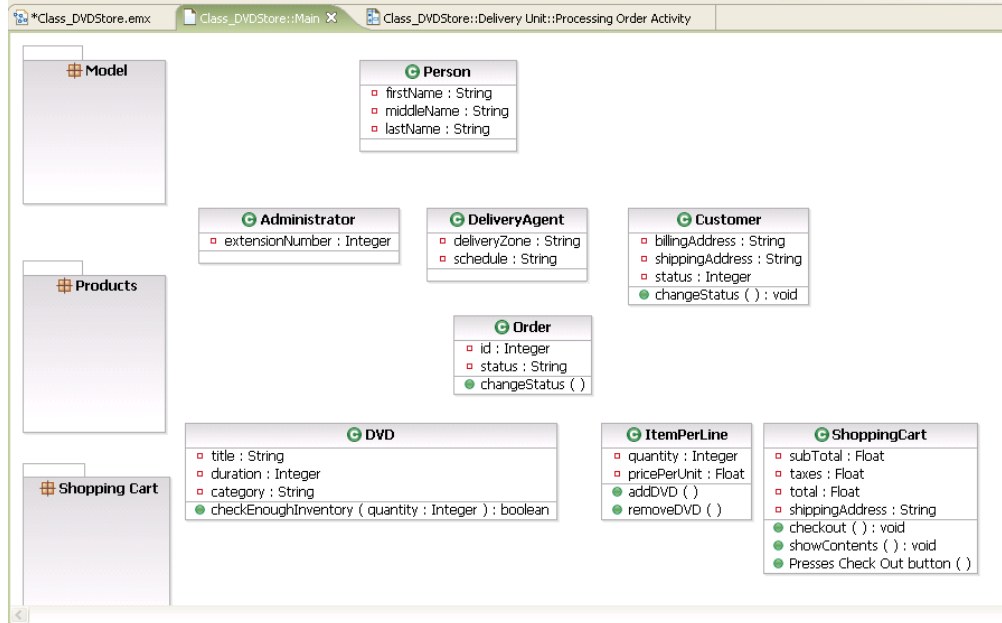 *Class_DVDStore.emx
Class_DVDStore::Main
Class_DVDStore::Delivery Unit::Processing Order Activity
Model
Person
firstName : String
middleName : String
lastName : String
Administrator
extensionNumber : Integer
DeliveryAgent
deliveryZone : String
schedule : String
Customer
billingAddress : String
shippingAddress : String
status : Integer
changeStatus ( ) : void
Products
Order
id : Integer
status : String
changeStatus ( )
DVD
title : String
duration : Integer
category : String
checkEnoughInventory ( quantity : Integer ) : boolean
ItemPerLine
quantity : Integer
pricePerUnit : Float
addDVD ( )
removeDVD ( )
ShoppingCart
subTotal : Float
taxes : Float
total : Float
shippingAddress : String
checkout ( ) : void
showContents ( ) : void
Presses Check Out button ( )
Shopping Cart